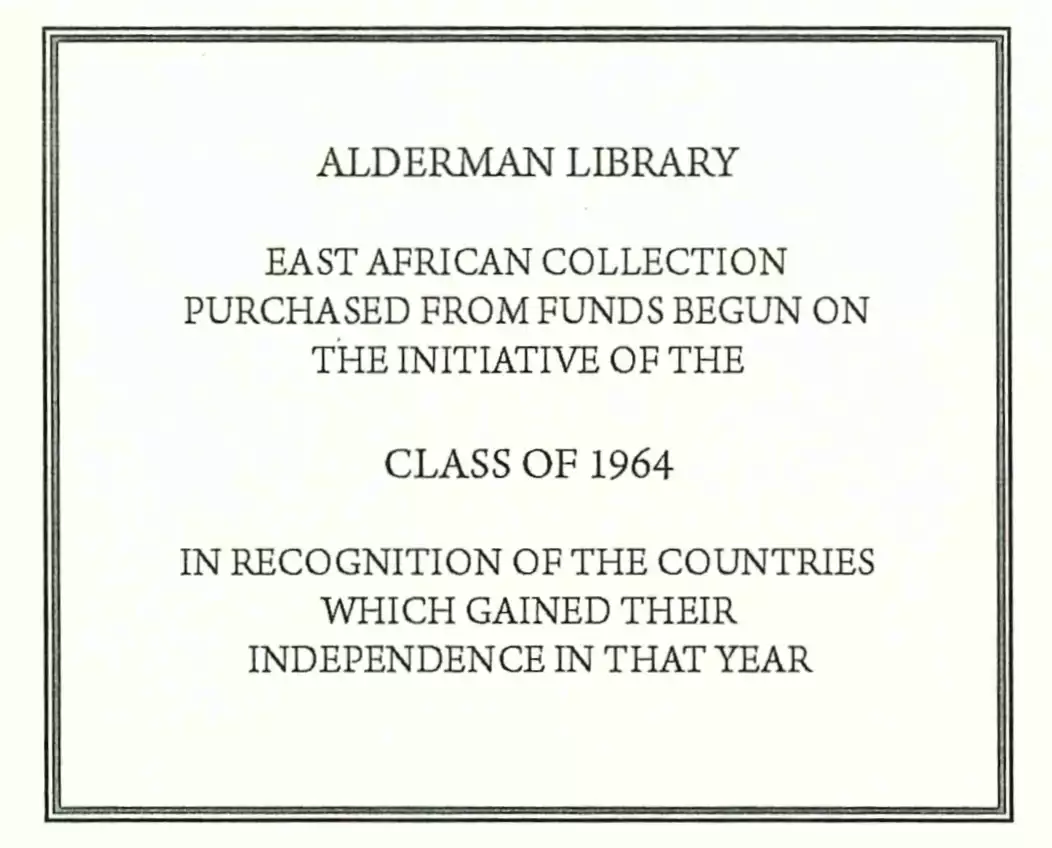 ALDERMAN LIBRARY
EAST AFRICAN COLLECTION
PURCHASED FROM FUNDS BEGUN ON
THE INITIATIVE OF THE
CLASS OF 1964
IN RECOGNITION OF THE COUNTRIES
WHICH GAINED THEIR
INDEPENDENCE IN THAT YEAR